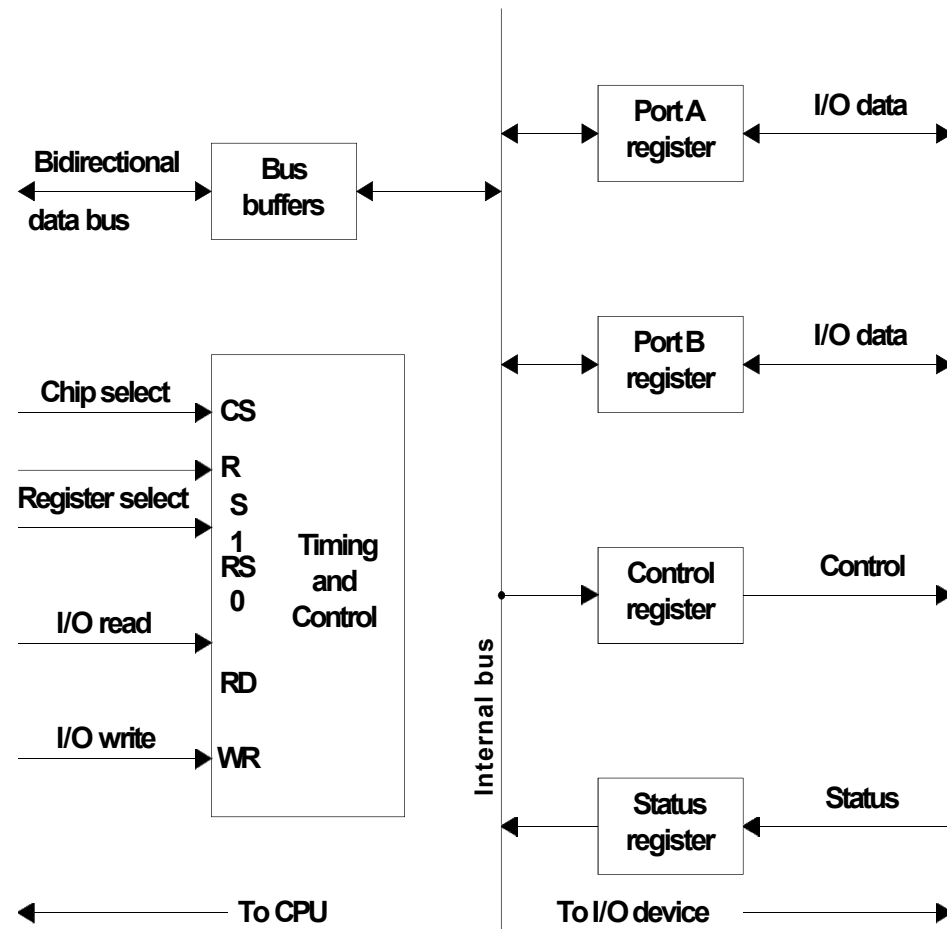 Bidirectional
data bus
Bus
buffers
Port A
register
I/O data
Port B
register
I/O data
Chip select
CS
R
Register select
S
1
RS
0
Timing
and
Control
I/O read
RD
I/O write
WR
Internal bus
Control
register
Control
Status
register
Status
To CPU
To I/O device